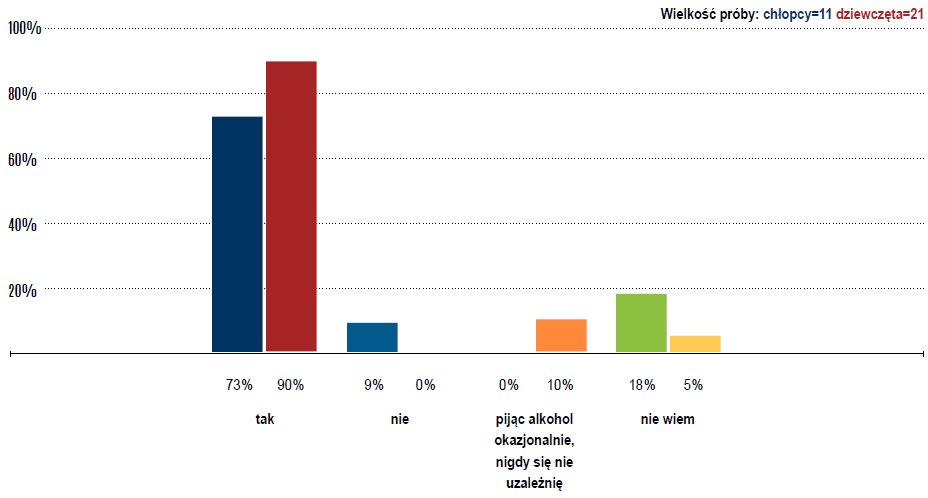 Wielkość próby: chłopcy=11 dziewczęta=21
100%
80%
60%
40%
20%
73% 90% 9% 0% 0% 10% 18% 5%
tak nie pijąc alkohol nie wiem
okazjonalnie,
nigdy się nie
uzależnię